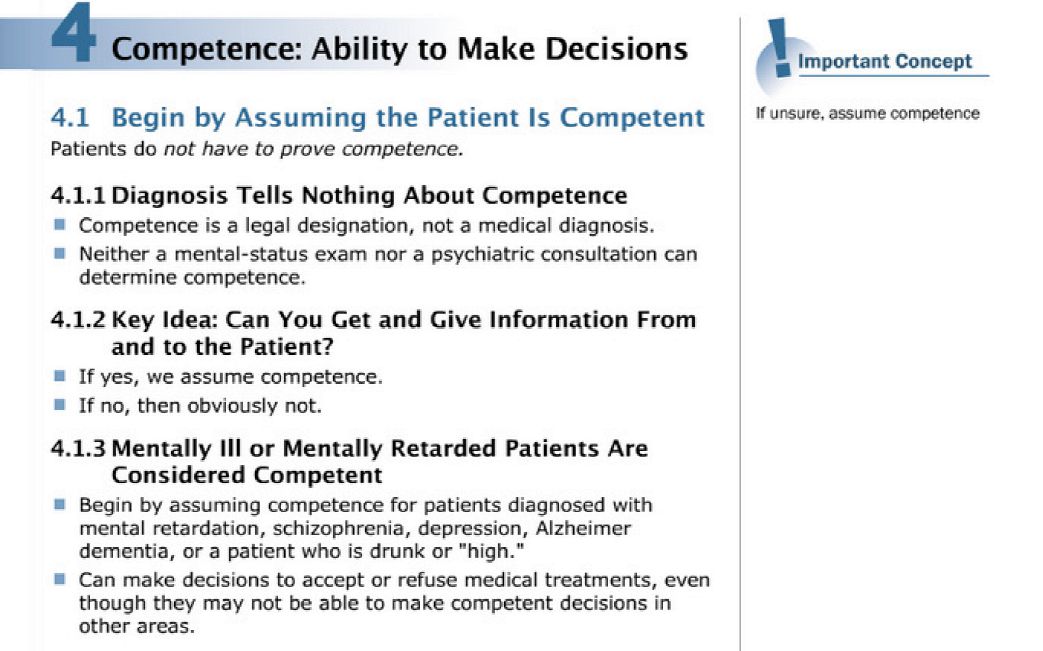 4 Competence: Ability to Make Decisions
4.1 Begin by Assuming the Patient Is Competent
Patients do not have to prove competence.
4.1.1 Diagnosis Tells Nothing About Competence
Competence is a legal designation, not a medical diagnosis.
Neither a mental-status exam nor a psychiatric consultation can
determine competence.
4.1.2 Key Idea: Can You Get and Give Information From
and to the Patient?
If yes, we assume competence.
If no, then obviously not.
4.1.3 Mentally Ill or Mentally Retarded Patients Are
Considered Competent
Begin by assuming competence for patients diagnosed with
mental retardation, schizophrenia, depression, Alzheimer
dementia, or a patient who is drunk or "high."
Can make decisions to accept or refuse medical treatments, even
though they may not be able to make competent decisions in
other areas.
! Important Concept
If unsure, assume competence